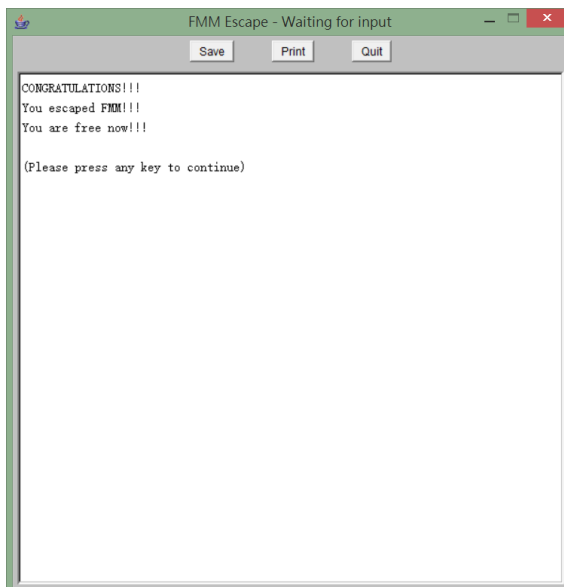 FMM Escape - Waiting for input
Save Print Quit
CONGRATULATIONS!!!
You escaped FMM!!!
You are free now!!!
(Please press any key to continue)